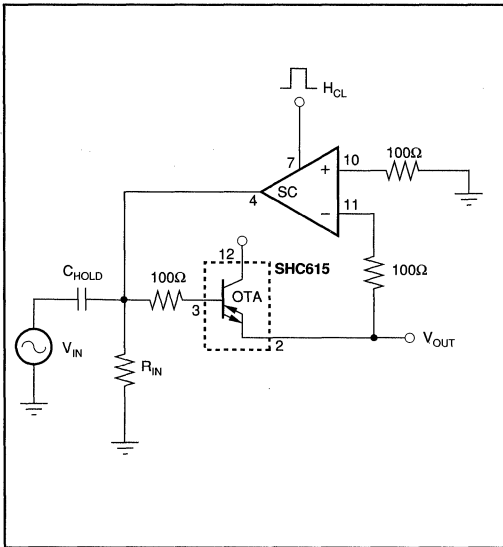 H_CL
7
100Ω
10
+
SC
4
−
11
12
SHC615
C_HOLD
100Ω
100Ω
OTA
3
2
V_OUT
V_IN
R_IN